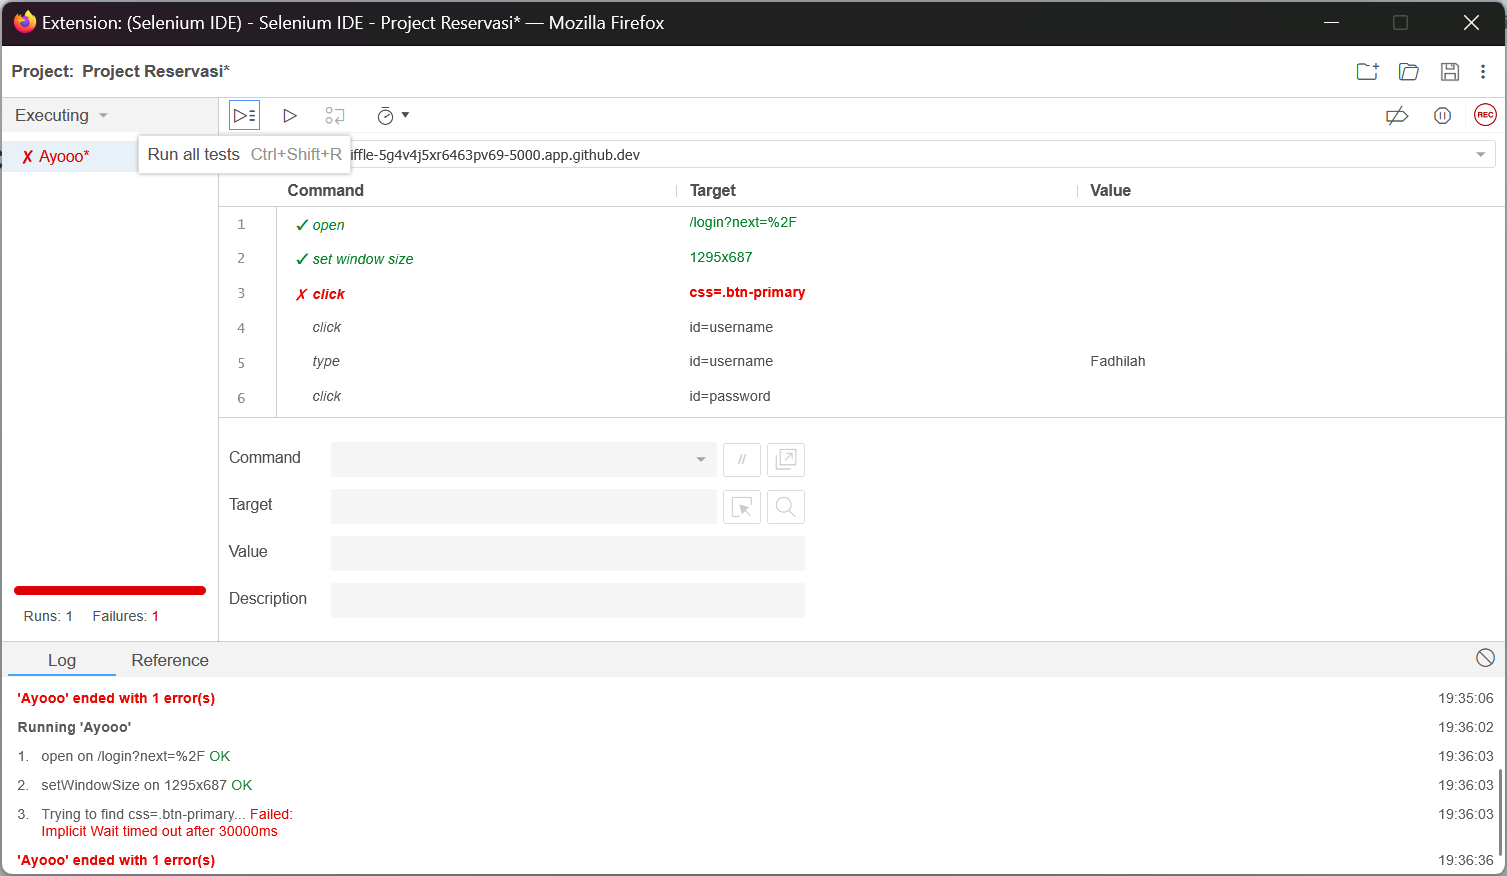 Extension: (Selenium IDE) - Selenium IDE - Project Reservasi* — Mozilla Firefox
Project: Project Reservasi*
Executing
✗ Ayooo*
Run all tests Ctrl+Shift+R
iffle-5g4v4j5xr6463pv69-5000.app.github.dev
REC
Command Target Value
1 ✓ open /login?next=%2F
2 ✓ set window size 1295x687
3 ✗ click css=.btn-primary
4 click id=username
5 type id=username Fadhilah
6 click id=password
Command //
Target
Value
Description
Runs: 1 Failures: 1
Log Reference
'Ayooo' ended with 1 error(s) 19:35:06
Running 'Ayooo' 19:36:02
1. open on /login?next=%2F OK 19:36:03
2. setWindowSize on 1295x687 OK 19:36:03
3. Trying to find css=.btn-primary... Failed: 19:36:03
Implicit Wait timed out after 30000ms
'Ayooo' ended with 1 error(s) 19:36:36